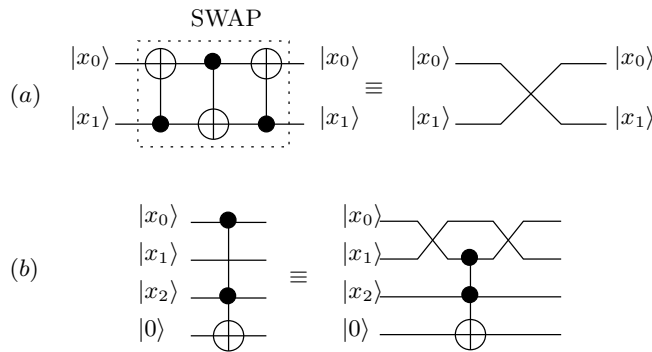 SWAP
|x₀⟩ |x₀⟩ |x₀⟩ |x₀⟩
(a) ≡
|x₁⟩ |x₁⟩ |x₁⟩ |x₁⟩
|x₀⟩ |x₀⟩
|x₁⟩ |x₁⟩
(b) ≡
|x₂⟩ |x₂⟩
|0⟩ |0⟩